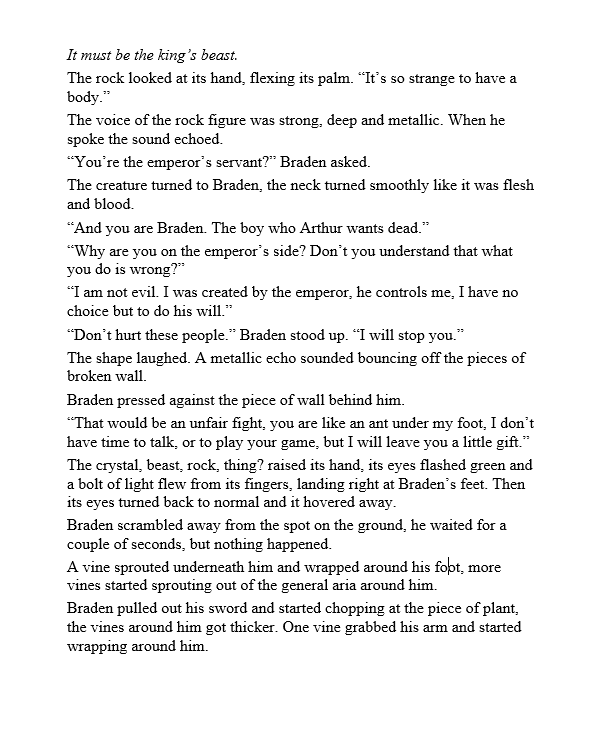 It must be the king’s beast.
The rock looked at its hand, flexing its palm. “It’s so strange to have a
body.”
The voice of the rock figure was strong, deep and metallic. When he
spoke the sound echoed.
“You’re the emperor’s servant?” Braden asked.
The creature turned to Braden, the neck turned smoothly like it was flesh
and blood.
“And you are Braden. The boy who Arthur wants dead.”
“Why are you on the emperor’s side? Don’t you understand that what
you do is wrong?”
“I am not evil. I was created by the emperor, he controls me, I have no
choice but to do his will.”
“Don’t hurt these people.” Braden stood up. “I will stop you.”
The shape laughed. A metallic echo sounded bouncing off the pieces of
broken wall.
Braden pressed against the piece of wall behind him.
“That would be an unfair fight, you are like an ant under my foot, I don’t
have time to talk, or to play your game, but I will leave you a little gift.”
The crystal, beast, rock, thing? raised its hand, its eyes flashed green and
a bolt of light flew from its fingers, landing right at Braden’s feet. Then
its eyes turned back to normal and it hovered away.
Braden scrambled away from the spot on the ground, he waited for a
couple of seconds, but nothing happened.
A vine sprouted underneath him and wrapped around his foot, more
vines started sprouting out of the general aria around him.
Braden pulled out his sword and started chopping at the piece of plant,
the vines around him got thicker. One vine grabbed his arm and started
wrapping around him.